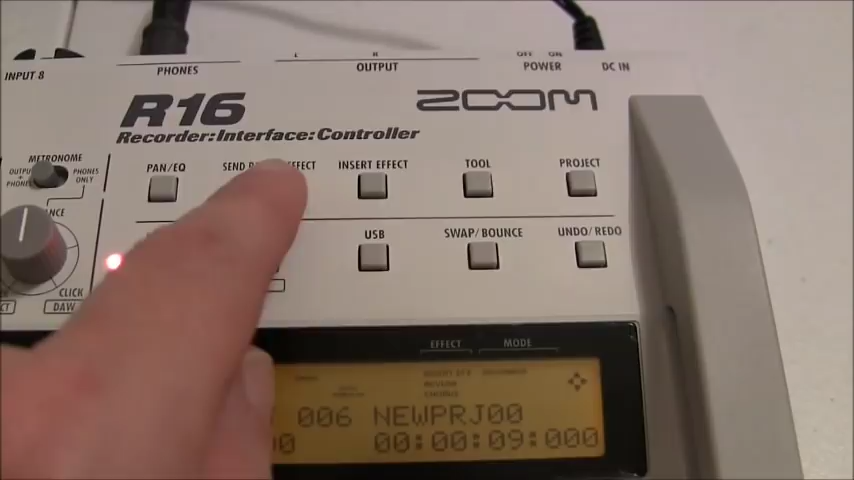 INPUT 8
PHONES
L R
OUTPUT
OFF ON
POWER
DC IN
R16
ZOOM
Recorder:Interface:Controller
METRONOME
OUTPUT + PHONES
PHONES ONLY
PAN/EQ
SEND EFFECT
INSERT EFFECT
TOOL
PROJECT
USB
SWAP/BOUNCE
UNDO/REDO
CLICK
DAW
EFFECT
MODE
006 NEWPRJ00
00:00:09:000